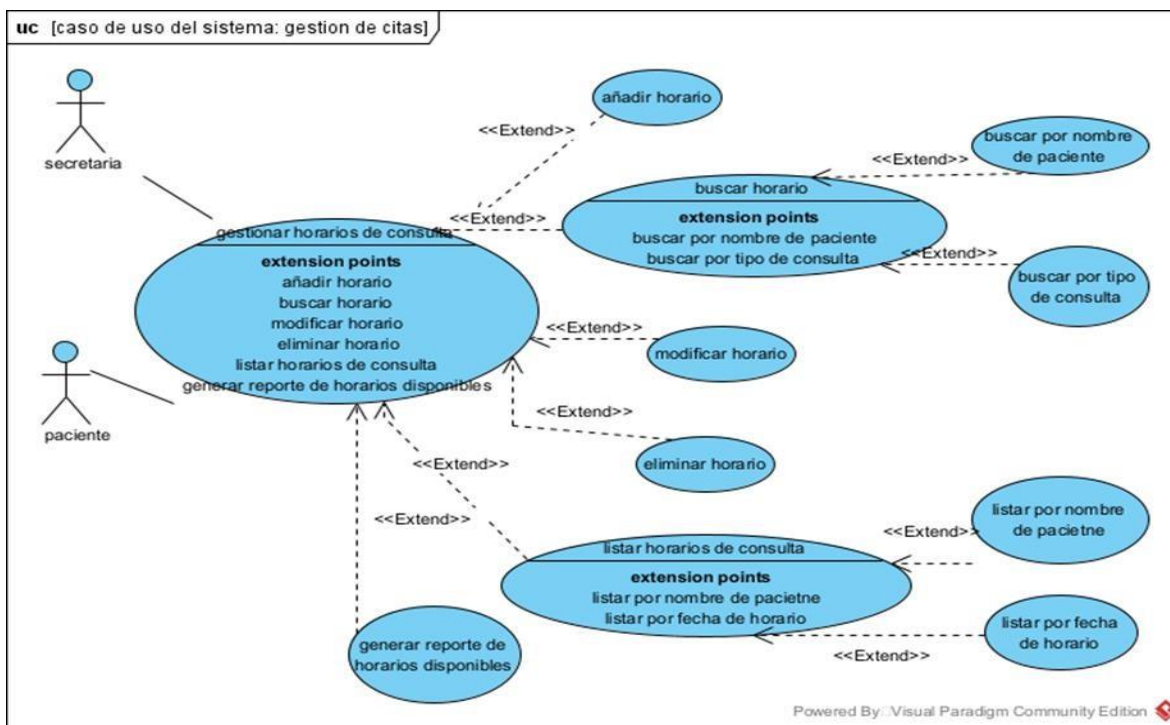 uc [caso de uso del sistema: gestion de citas]
secretaria
añadir horario
<<Extend>>
buscar por nombre
de paciente
<<Extend>>
buscar horario
extension points
buscar por nombre de paciente
buscar por tipo de consulta
<<Extend>>
<<Extend>>
buscar por tipo
de consulta
gestionar horarios de consulta
extension points
añadir horario
buscar horario
modificar horario
eliminar horario
listar horarios de consulta
generar reporte de horarios disponibles
<<Extend>>
modificar horario
paciente
<<Extend>>
eliminar horario
<<Extend>>
<<Extend>>
listar por nombre
de pacietne
<<Extend>>
listar horarios de consulta
extension points
listar por nombre de pacietne
listar por fecha de horario
listar por fecha
de horario
<<Extend>>
generar reporte de
horarios disponibles
Powered By Visual Paradigm Community Edition